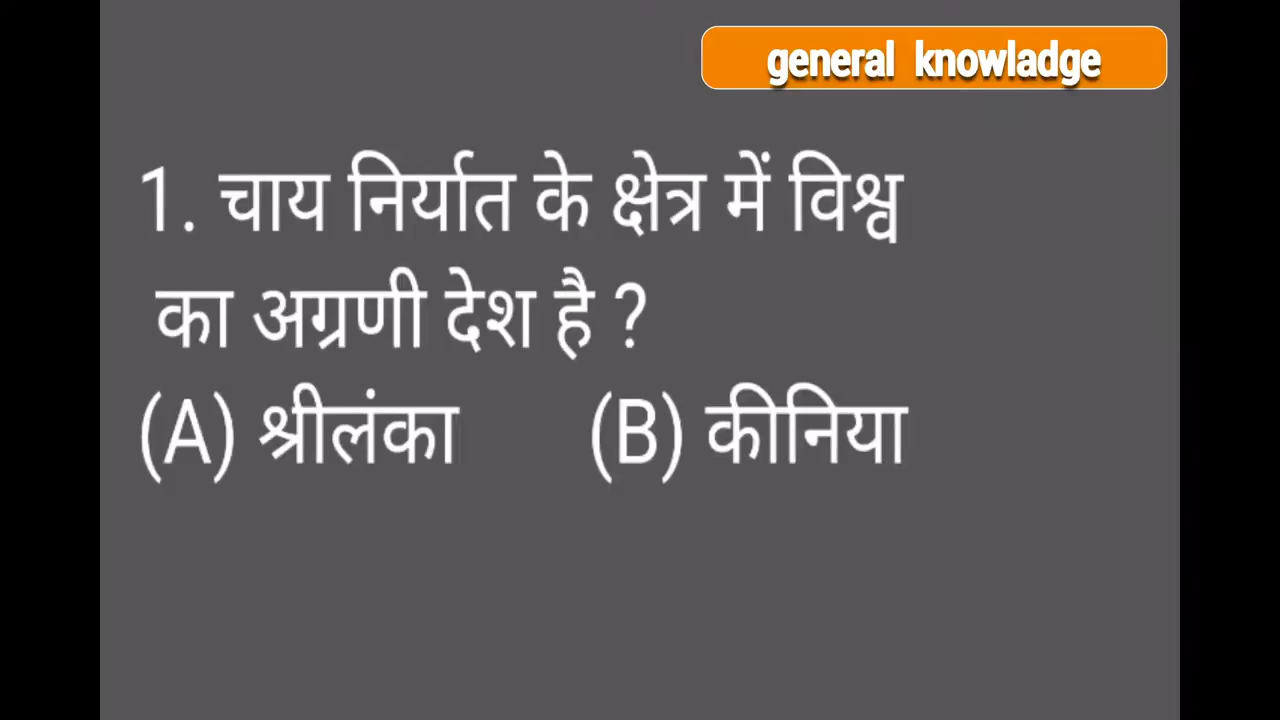 general knowladge
1. चाय निर्यात के क्षेत्र में विश्व
का अग्रणी देश है ?
(A) श्रीलंका (B) कीनिया